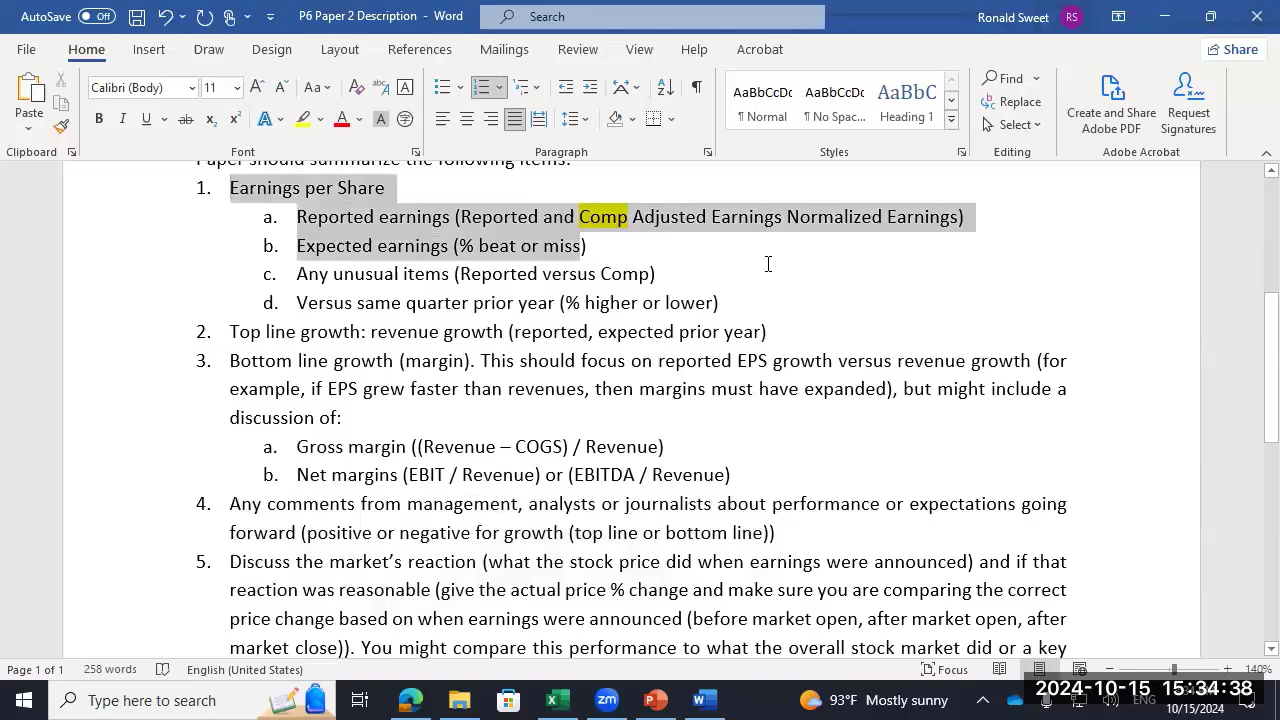 AutoSave Off P6 Paper 2 Description - Word Search Ronald Sweet RS
File Home Insert Draw Design Layout References Mailings Review View Help Acrobat Share
Paste Calibri (Body) 11 Find Replace Select
AaBbCcDc AaBbCcDc AaBbC
¶ Normal ¶ No Spac... Heading 1
Create and Share Adobe PDF
Request Signatures
Clipboard Font Paragraph Styles Editing Adobe Acrobat
Paper should summarize the following items:
1. Earnings per Share
a. Reported earnings (Reported and Comp Adjusted Earnings Normalized Earnings)
b. Expected earnings (% beat or miss)
c. Any unusual items (Reported versus Comp)
d. Versus same quarter prior year (% higher or lower)
2. Top line growth: revenue growth (reported, expected prior year)
3. Bottom line growth (margin). This should focus on reported EPS growth versus revenue growth (for
example, if EPS grew faster than revenues, then margins must have expanded), but might include a
discussion of:
a. Gross margin ((Revenue – COGS) / Revenue)
b. Net margins (EBIT / Revenue) or (EBITDA / Revenue)
4. Any comments from management, analysts or journalists about performance or expectations going
forward (positive or negative for growth (top line or bottom line))
5. Discuss the market's reaction (what the stock price did when earnings were announced) and if that
reaction was reasonable (give the actual price % change and make sure you are comparing the correct
price change based on when earnings were announced (before market open, after market open, after
market close)). You might compare this performance to what the overall stock market did or a key
Page 1 of 1 258 words English (United States) Focus 140%
Type here to search 93°F Mostly sunny ENG
2024-10-15 15:34:38
10/15/2024